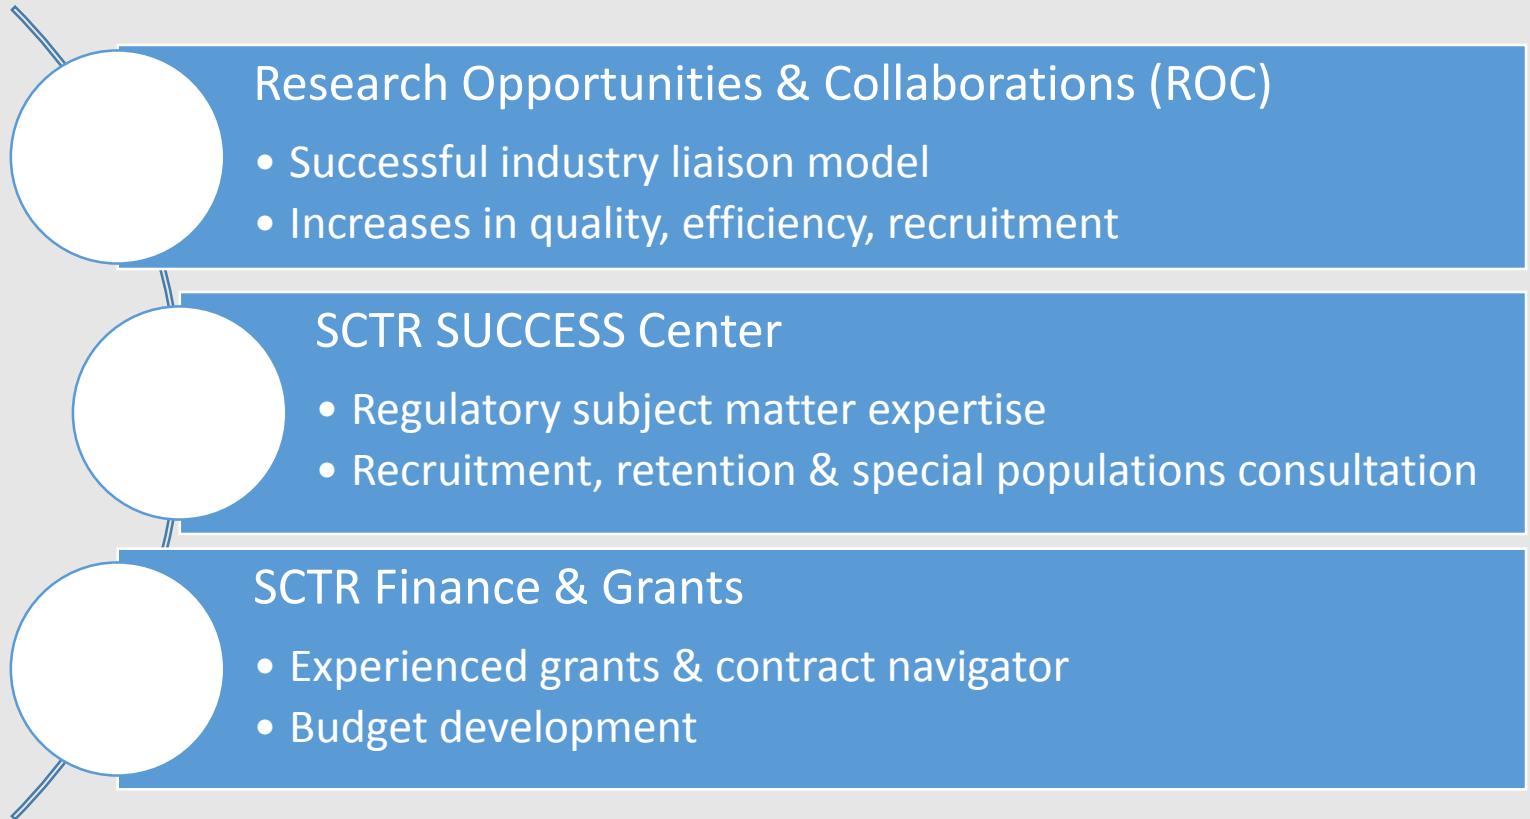 Research Opportunities & Collaborations (ROC)
• Successful industry liaison model
• Increases in quality, efficiency, recruitment
SCTR SUCCESS Center
• Regulatory subject matter expertise
• Recruitment, retention & special populations consultation
SCTR Finance & Grants
• Experienced grants & contract navigator
• Budget development